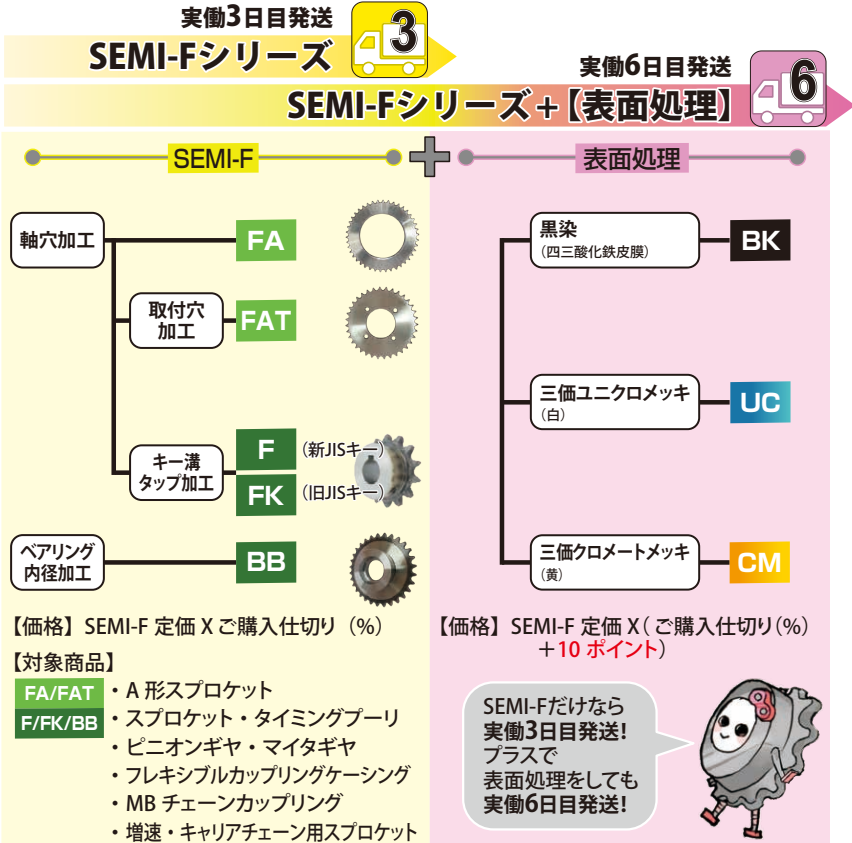 実働3日目発送
SEMI-Fシリーズ
3
実働6日目発送
SEMI-Fシリーズ+【表面処理】
6
SEMI-F
+
表面処理
軸穴加工
FA
取付穴
加工
FAT
キー溝
タップ加工
F
(新JISキー)
FK
(旧JISキー)
ベアリング
内径加工
BB
黒染
(四三酸化鉄皮膜)
BK
三価ユニクロメッキ
(白)
UC
三価クロメートメッキ
(黄)
CM
【価格】SEMI-F 定価 X ご購入仕切り(%)
【対象商品】
FA/FAT
・A 形スプロケット
F/FK/BB
・スプロケット・タイミングプーリ
・ピニオンギヤ・マイタギヤ
・フレキシブルカップリングケーシング
・MB チェーンカップリング
・増速・キャリアチェーン用スプロケット
【価格】SEMI-F 定価 X( ご購入仕切り(%)
+10 ポイント)
SEMI-Fだけなら
実働3日目発送!
プラスで
表面処理をしても
実働6日目発送!